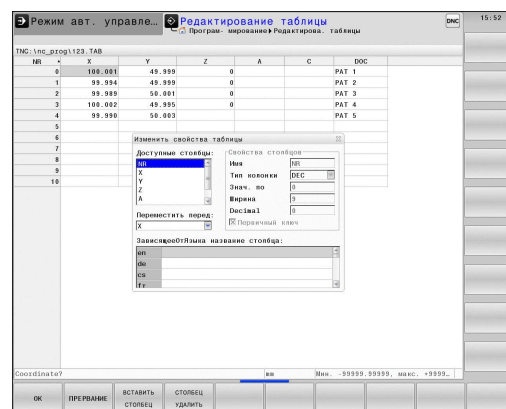 Режим авт. управле…
Редактирование таблицы
Програм- мирование▶Редактирова. таблицы
DNC
15:52
TNC:\nc_prog\123.TAB
NR X Y Z A C DOC
0 100.001 49.999 0 PAT 1
1 99.994 49.999 0 PAT 2
2 99.989 50.001 0 PAT 3
3 100.002 49.995 0 PAT 4
4 99.990 50.003 PAT 5
5
6
7
8
9
10
Изменить свойства таблицы
Доступные столбцы:
NR
X
Y
Z
A
Переместить перед:
X
Свойства столбцов
Имя NR
Тип колонки DEC
Знач. по 0
Ширина 9
Decimal 0
Первичный ключ
ЗависящееОтЯзыка название столбца:
en
de
cs
fr
Coordinate? mm Мин. -99999.99999, макс. +9999…
ОК
ПРЕРВАНИЕ
ВСТАВИТЬ СТОЛБЕЦ
СТОЛБЕЦ УДАЛИТЬ